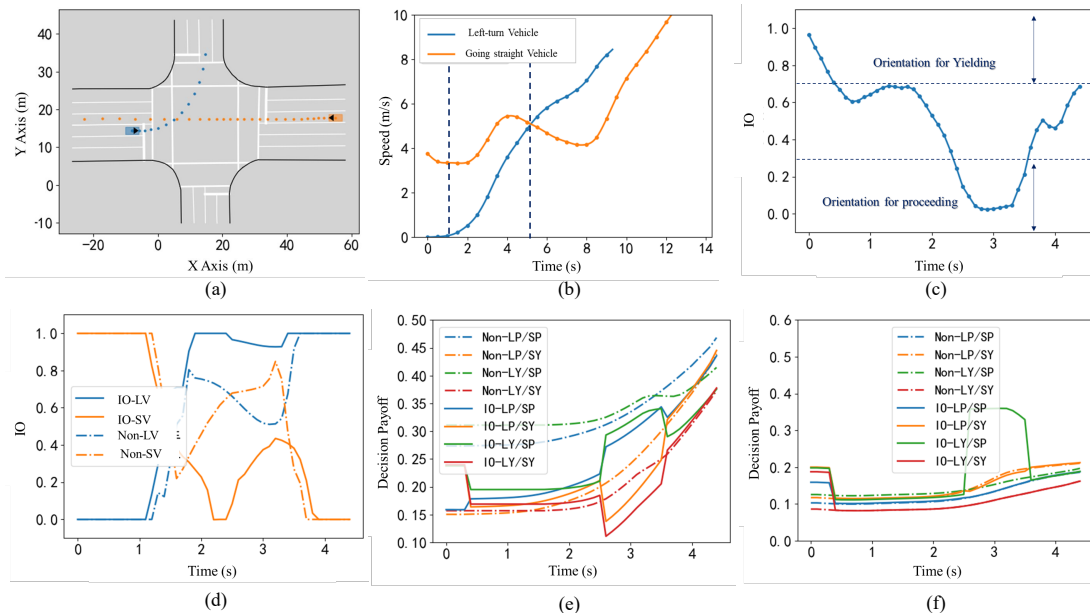 40
30
20
10
0
-10
Y Axis (m)
-20
0
20
40
60
X Axis (m)
(a)
10
8
6
4
2
0
Speed (m/s)
Left-turn Vehicle
Going straight Vehicle
0
2
4
6
8
10
12
14
Time (s)
(b)
1.0
0.8
0.6
0.4
0.2
0.0
IO
Orientation for Yielding
Orientation for proceeding
0
1
2
3
4
Time (s)
(c)
1.0
0.8
0.6
0.4
0.2
0.0
IO
IO-LV
IO-SV
Non-LV
Non-SV
0
1
2
3
4
Time (s)
(d)
0.50
0.45
0.40
0.35
0.30
0.25
0.20
0.15
0.10
Decision Payoff
Non-LP/SP
Non-LP/SY
Non-LY/SP
Non-LY/SY
IO-LP/SP
IO-LP/SY
IO-LY/SP
IO-LY/SY
0
1
2
3
4
Time (s)
(e)
0.6
0.5
0.4
0.3
0.2
0.1
0.0
Decision Payoff
Non-LP/SP
Non-LP/SY
Non-LY/SP
Non-LY/SY
IO-LP/SP
IO-LP/SY
IO-LY/SP
IO-LY/SY
0
1
2
3
4
Time (s)
(f)